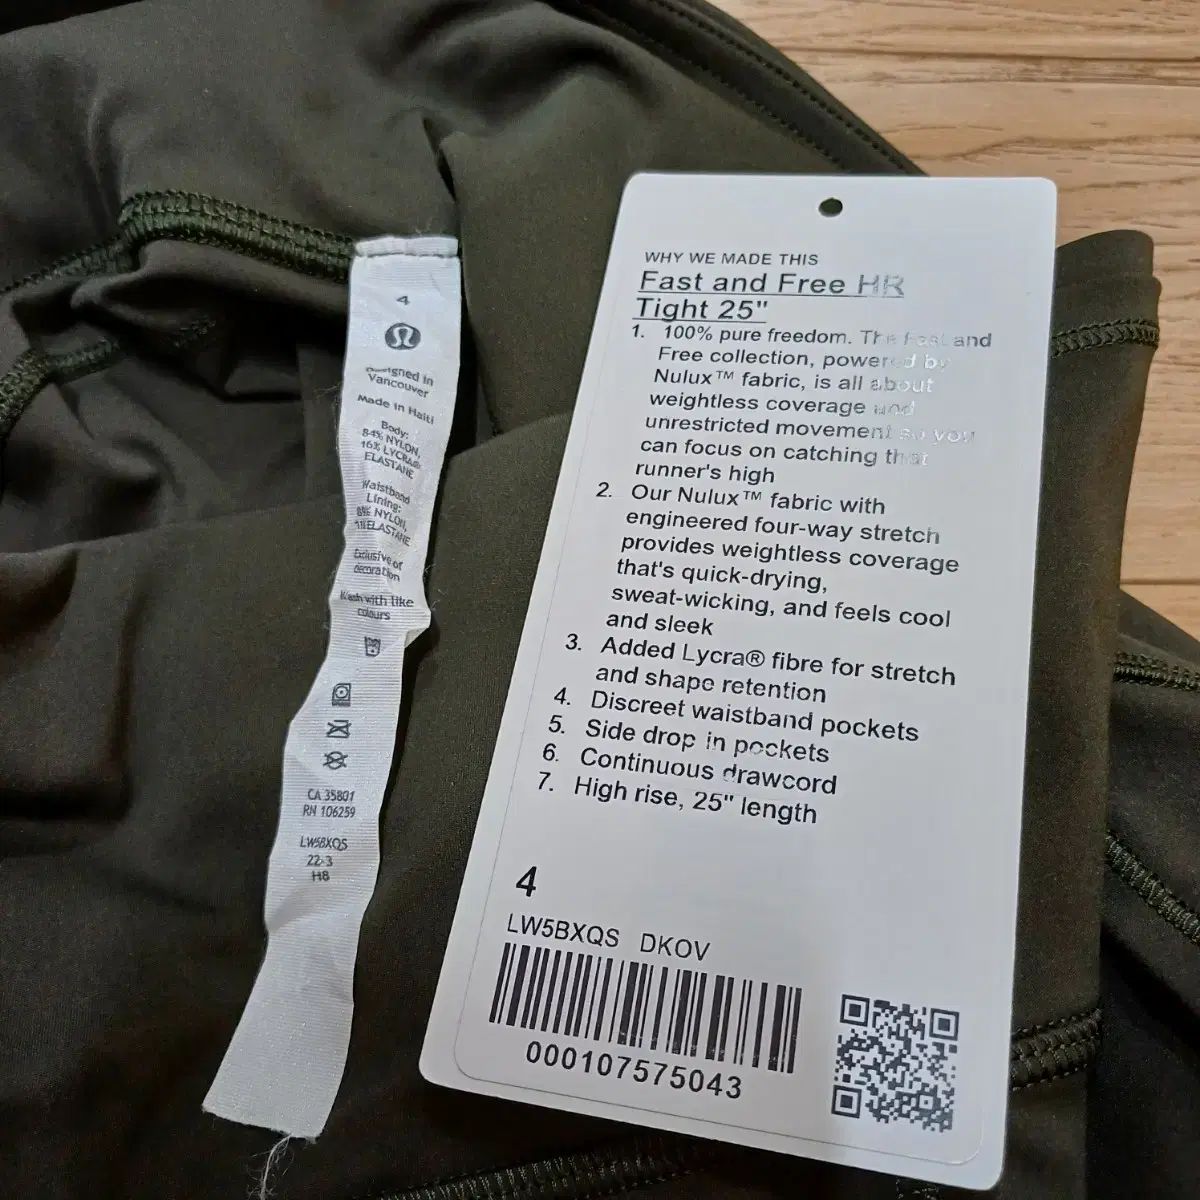 4
Designed in
Vancouver
Made in Haiti
Body:
84% NYLON,
16% LYCRA®
ELASTANE
Waistband
Lining:
NYLON,
ELASTANE
Exclusive of
decoration
Wash with like
colours
CA 35801
RN 106259
LW5BXQS
22-3
H8
WHY WE MADE THIS
Fast and Free HR
Tight 25"
1. 100% pure freedom. The Fast and
Free collection, powered by
Nulux™ fabric, is all about
weightless coverage and
unrestricted movement so you
can focus on catching that
runner's high
2. Our Nulux™ fabric with
engineered four-way stretch
provides weightless coverage
that's quick-drying,
sweat-wicking, and feels cool
and sleek
3. Added Lycra® fibre for stretch
and shape retention
4. Discreet waistband pockets
5. Side drop in pockets
6. Continuous drawcord
7. High rise, 25" length
4
LW5BXQS DKOV
000107575043